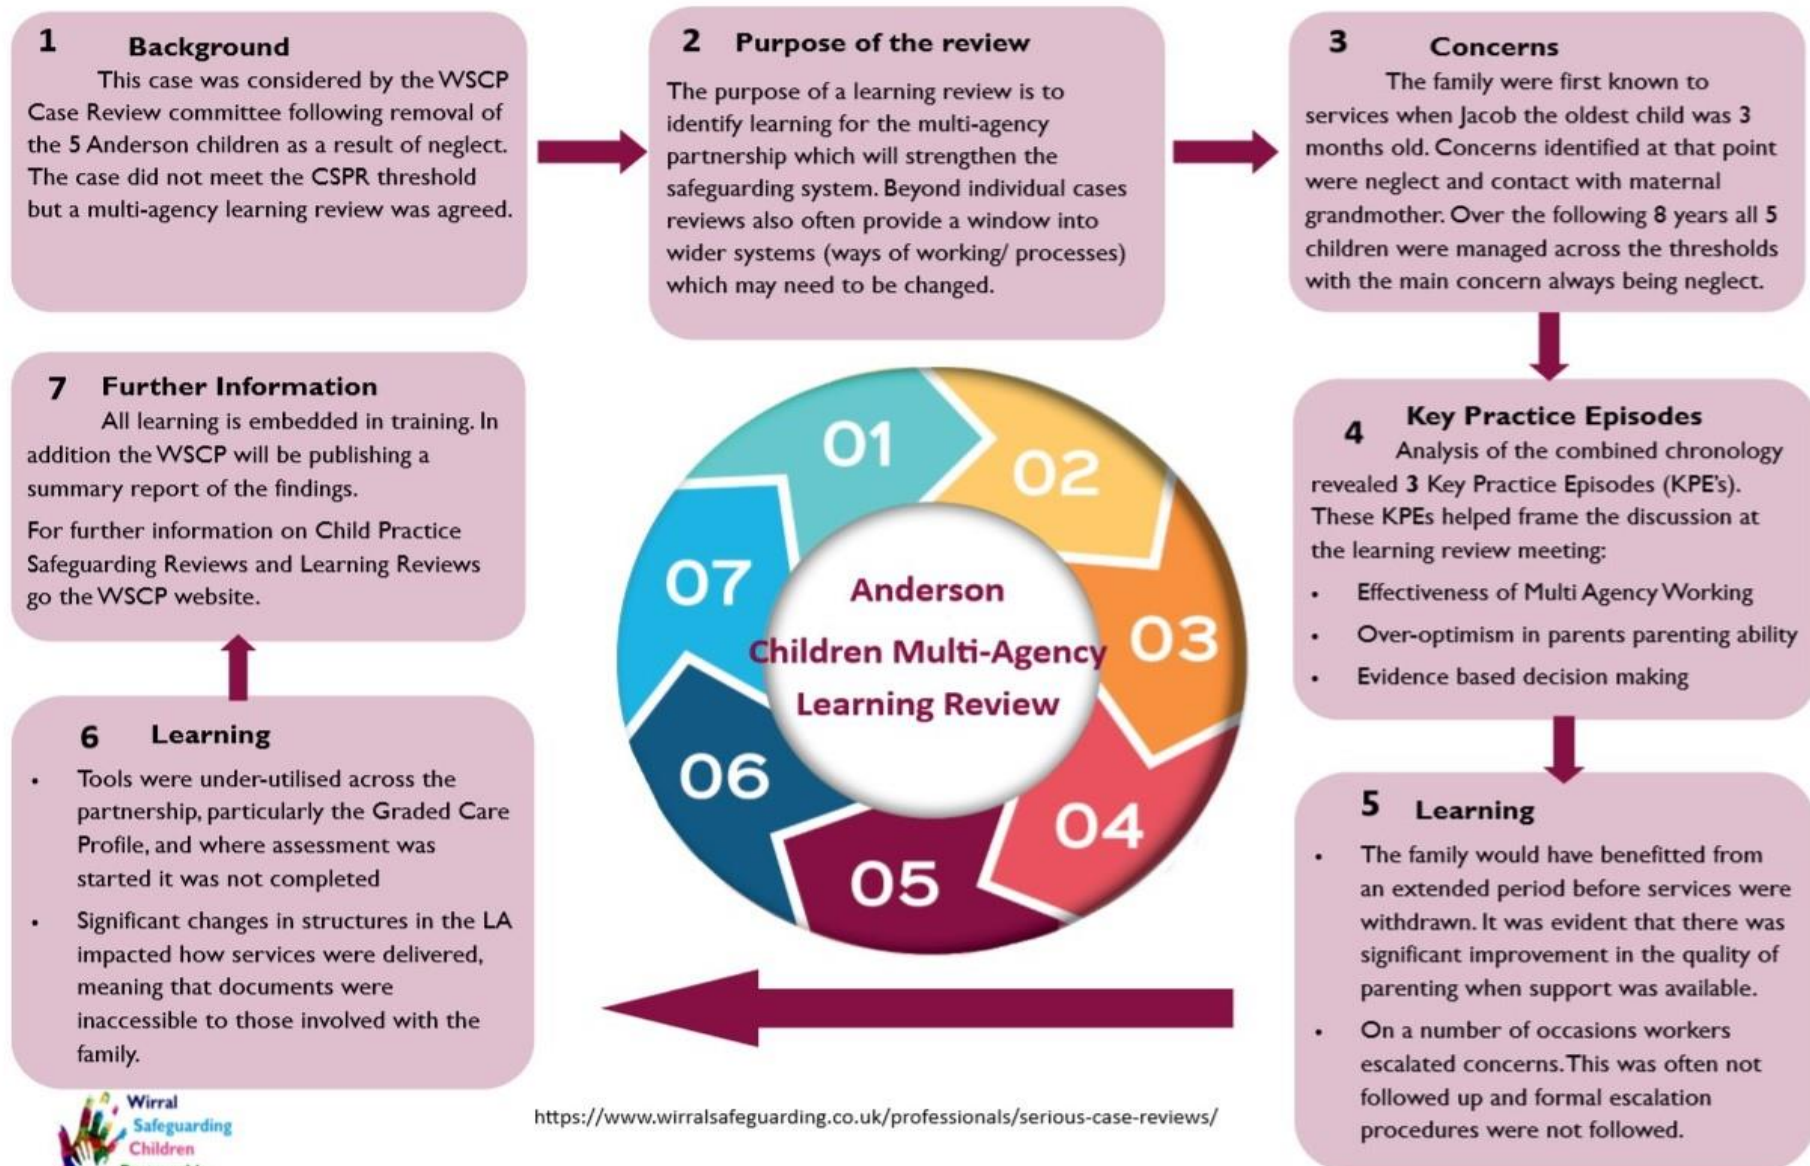 1 Background
This case was considered by the WSCP
Case Review committee following removal of
the 5 Anderson children as a result of neglect.
The case did not meet the CSPR threshold
but a multi-agency learning review was agreed.
2 Purpose of the review
The purpose of a learning review is to
identify learning for the multi-agency
partnership which will strengthen the
safeguarding system. Beyond individual cases
reviews also often provide a window into
wider systems (ways of working/ processes)
which may need to be changed.
3 Concerns
The family were first known to
services when Jacob the oldest child was 3
months old. Concerns identified at that point
were neglect and contact with maternal
grandmother. Over the following 8 years all 5
children were managed across the thresholds
with the main concern always being neglect.
4 Key Practice Episodes
Analysis of the combined chronology
revealed 3 Key Practice Episodes (KPE's).
These KPEs helped frame the discussion at
the learning review meeting:
• Effectiveness of Multi Agency Working
• Over-optimism in parents parenting ability
• Evidence based decision making
5 Learning
• The family would have benefitted from
an extended period before services were
withdrawn. It was evident that there was
significant improvement in the quality of
parenting when support was available.
• On a number of occasions workers
escalated concerns. This was often not
followed up and formal escalation
procedures were not followed.
6 Learning
• Tools were under-utilised across the
partnership, particularly the Graded Care
Profile, and where assessment was
started it was not completed
• Significant changes in structures in the LA
impacted how services were delivered,
meaning that documents were
inaccessible to those involved with the
family.
7 Further Information
All learning is embedded in training. In
addition the WSCP will be publishing a
summary report of the findings.
For further information on Child Practice
Safeguarding Reviews and Learning Reviews
go the WSCP website.
01
02
03
04
05
06
07
Anderson
Children Multi-Agency
Learning Review
Wirral
Safeguarding
Children
https://www.wirralsafeguarding.co.uk/professionals/serious-case-reviews/